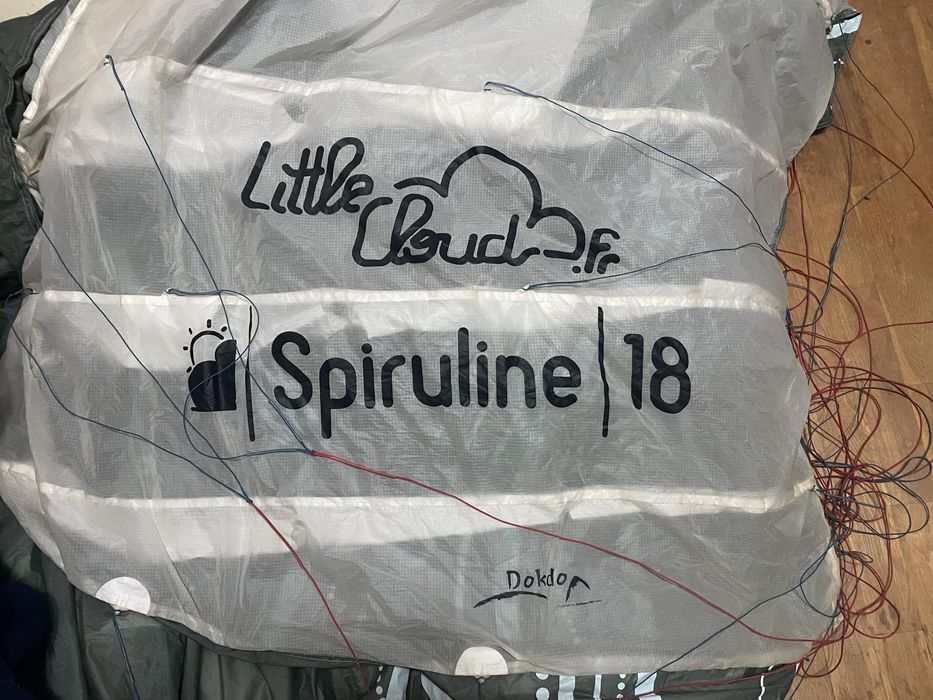 Little
Cloud.fr
Spiruline 18
Dokdo